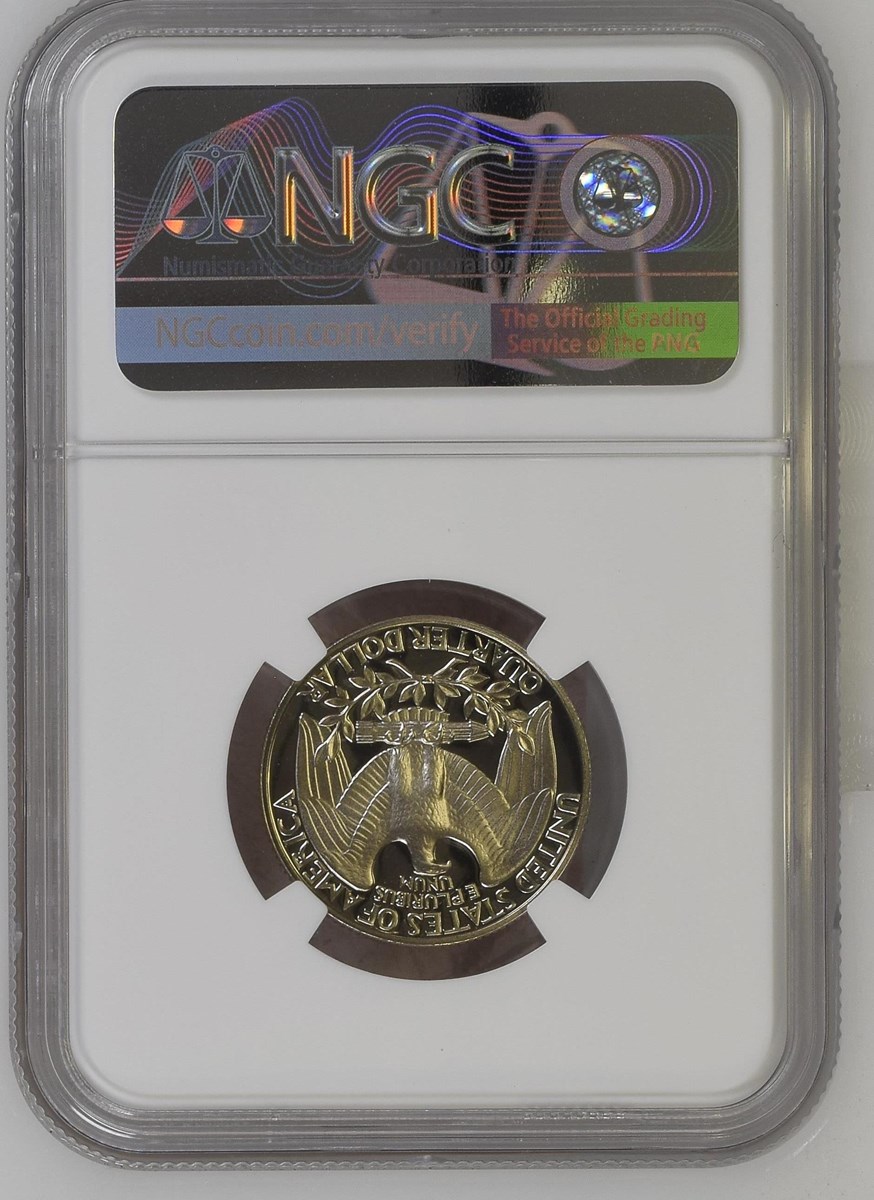 NGC
Numismatic Guaranty Corporation
NGCcoin.com/verify
The Official Grading
Service of the PNG
UNITED STATES OF AMERICA
E PLURIBUS
UNUM
QUARTER DOLLAR